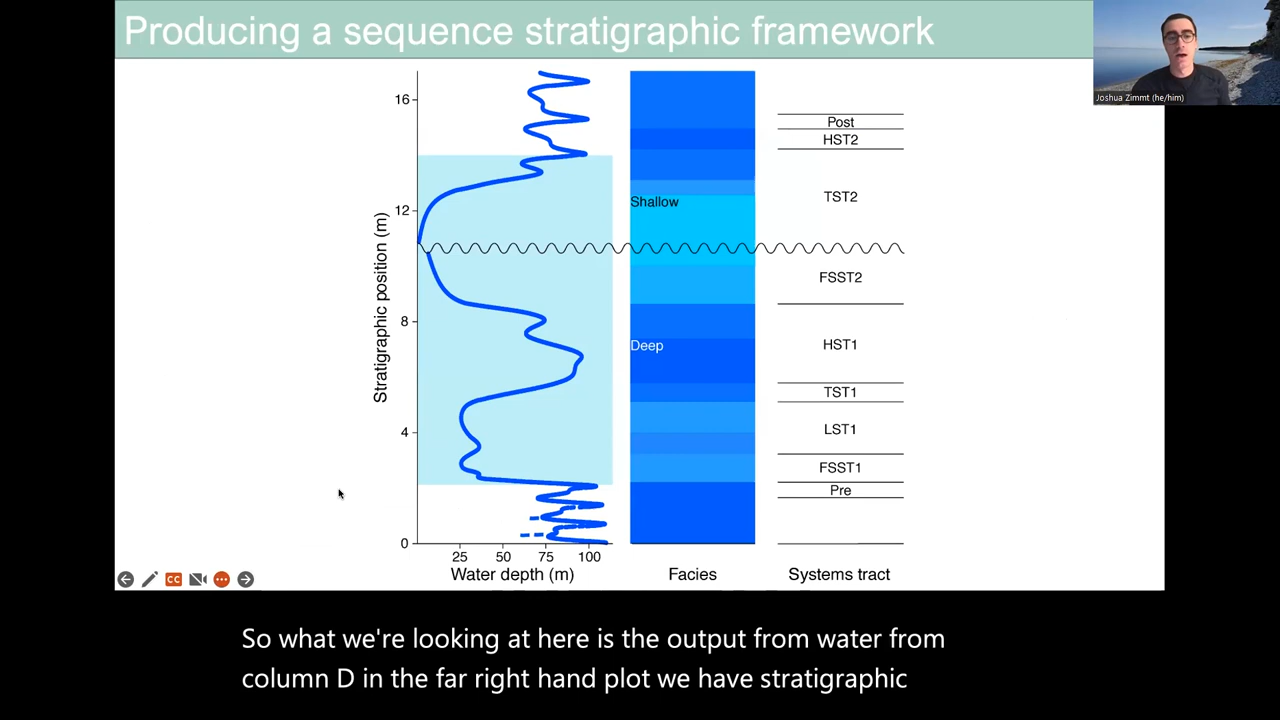 Producing a sequence stratigraphic framework
Joshua Zimmt (he/him)
Stratigraphic position (m)
16
12
8
4
0
25 50 75 100
Water depth (m)
Shallow
Deep
Facies
Post
HST2
TST2
FSST2
HST1
TST1
LST1
FSST1
Pre
Systems tract
CC
So what we're looking at here is the output from water from
column D in the far right hand plot we have stratigraphic